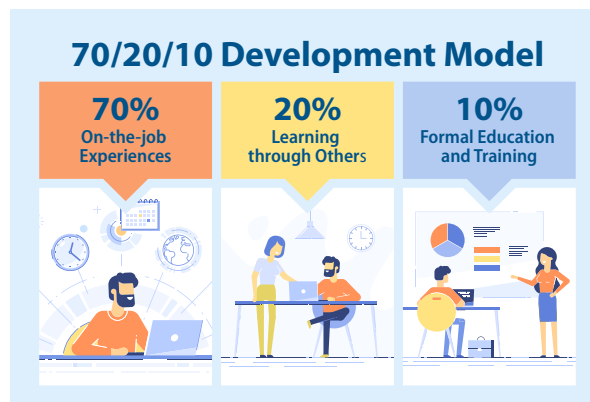 70/20/10 Development Model
70%
On-the-job
Experiences
20%
Learning
through Others
10%
Formal Education
and Training